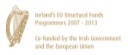 Ireland's EU Structural Funds
Programmes 2007 - 2013
Co-funded by the Irish Government
and the European Union